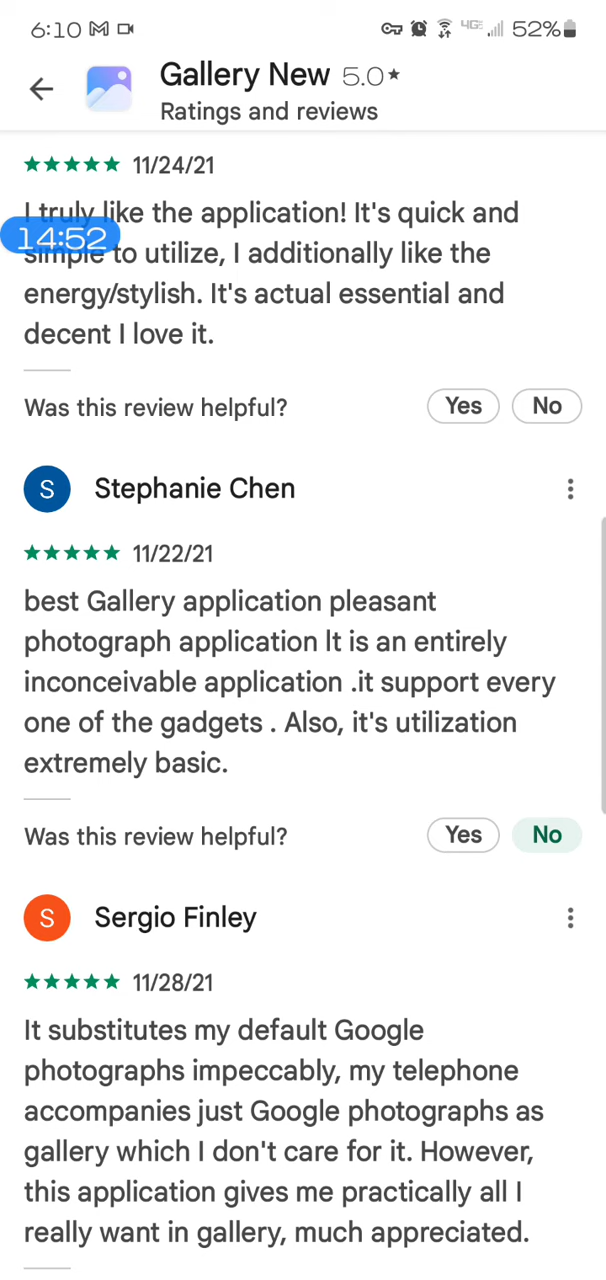 6:10 4GE 52%
Gallery New 5.0★
Ratings and reviews
★★★★★ 11/24/21
I truly like the application! It's quick and
14:52
simple to utilize, I additionally like the
energy/stylish. It's actual essential and
decent I love it.
Was this review helpful? Yes No
S Stephanie Chen
★★★★★ 11/22/21
best Gallery application pleasant
photograph application lt is an entirely
inconceivable application .it support every
one of the gadgets . Also, it's utilization
extremely basic.
Was this review helpful? Yes No
S Sergio Finley
★★★★★ 11/28/21
It substitutes my default Google
photographs impeccably, my telephone
accompanies just Google photographs as
gallery which I don't care for it. However,
this application gives me practically all I
really want in gallery, much appreciated.